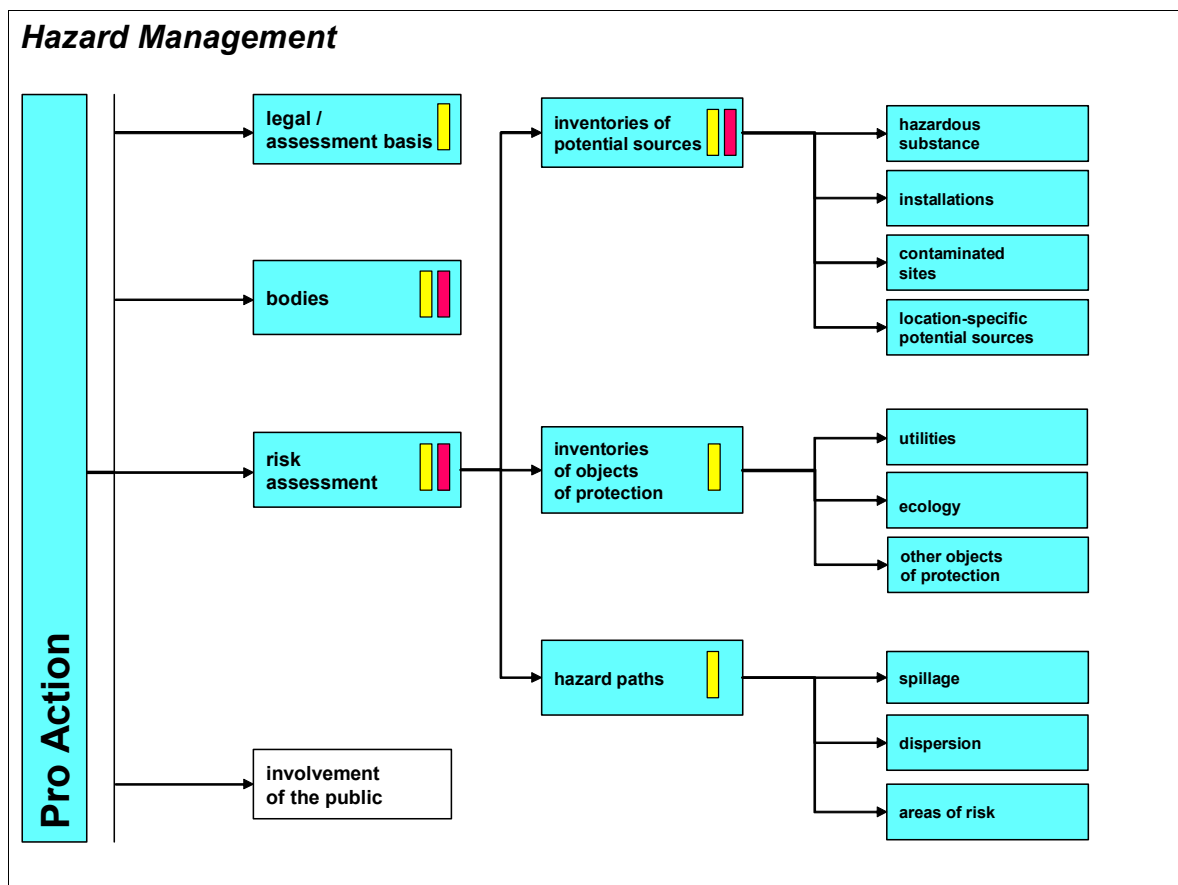 Hazard Management
Pro Action
legal /
assessment basis
bodies
risk
assessment
involvement
of the public
inventories of
potential sources
inventories
of objects
of protection
hazard paths
hazardous
substance
installations
contaminated
sites
location-specific
potential sources
utilities
ecology
other objects
of protection
spillage
dispersion
areas of risk